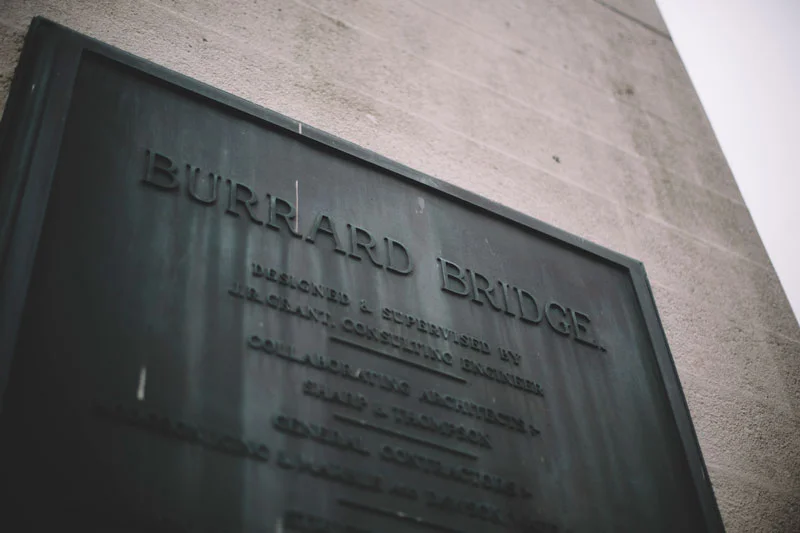 BURRARD BRIDGE.
DESIGNED & SUPERVISED BY
J.R. GRANT, CONSULTING ENGINEER
COLLABORATING ARCHITECTS:-
SHARP & THOMPSON
GENERAL CONTRACTORS:-